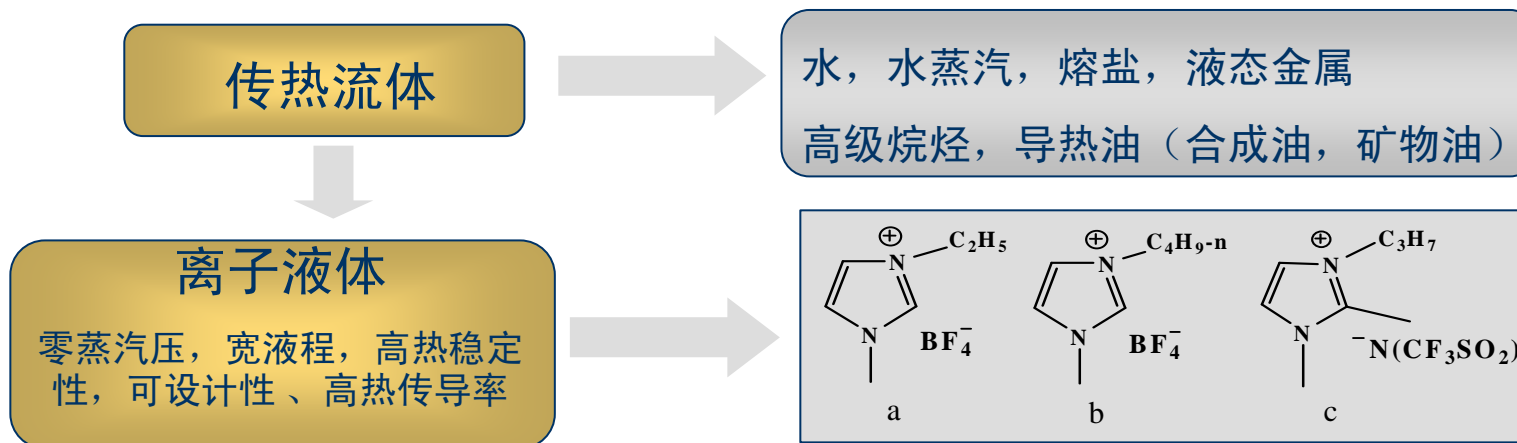 传热流体
水，水蒸汽，熔盐，液态金属
高级烷烃，导热油（合成油，矿物油）
离子液体
零蒸汽压，宽液程，高热稳定
性，可设计性、高热传导率
⊕ C₂H₅
N
N
BF₄⁻
a
⊕ C₄H₉-n
N
N
BF₄⁻
b
⊕ C₃H₇
N
N
⁻N(CF₃SO₂)
c